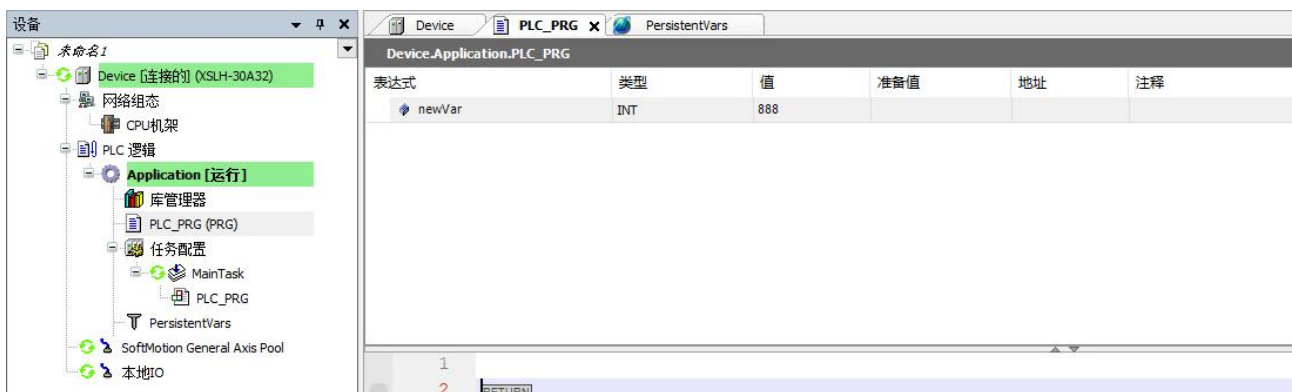 设备
未命名1
Device [连接的] (XSLH-30A32)
网络组态
CPU机架
PLC 逻辑
Application [运行]
库管理器
PLC_PRG (PRG)
任务配置
MainTask
PLC_PRG
PersistentVars
SoftMotion General Axis Pool
本地IO
Device PLC_PRG PersistentVars
Device.Application.PLC_PRG
表达式 类型 值 准备值 地址 注释
newVar INT 888
1
2 RETURN